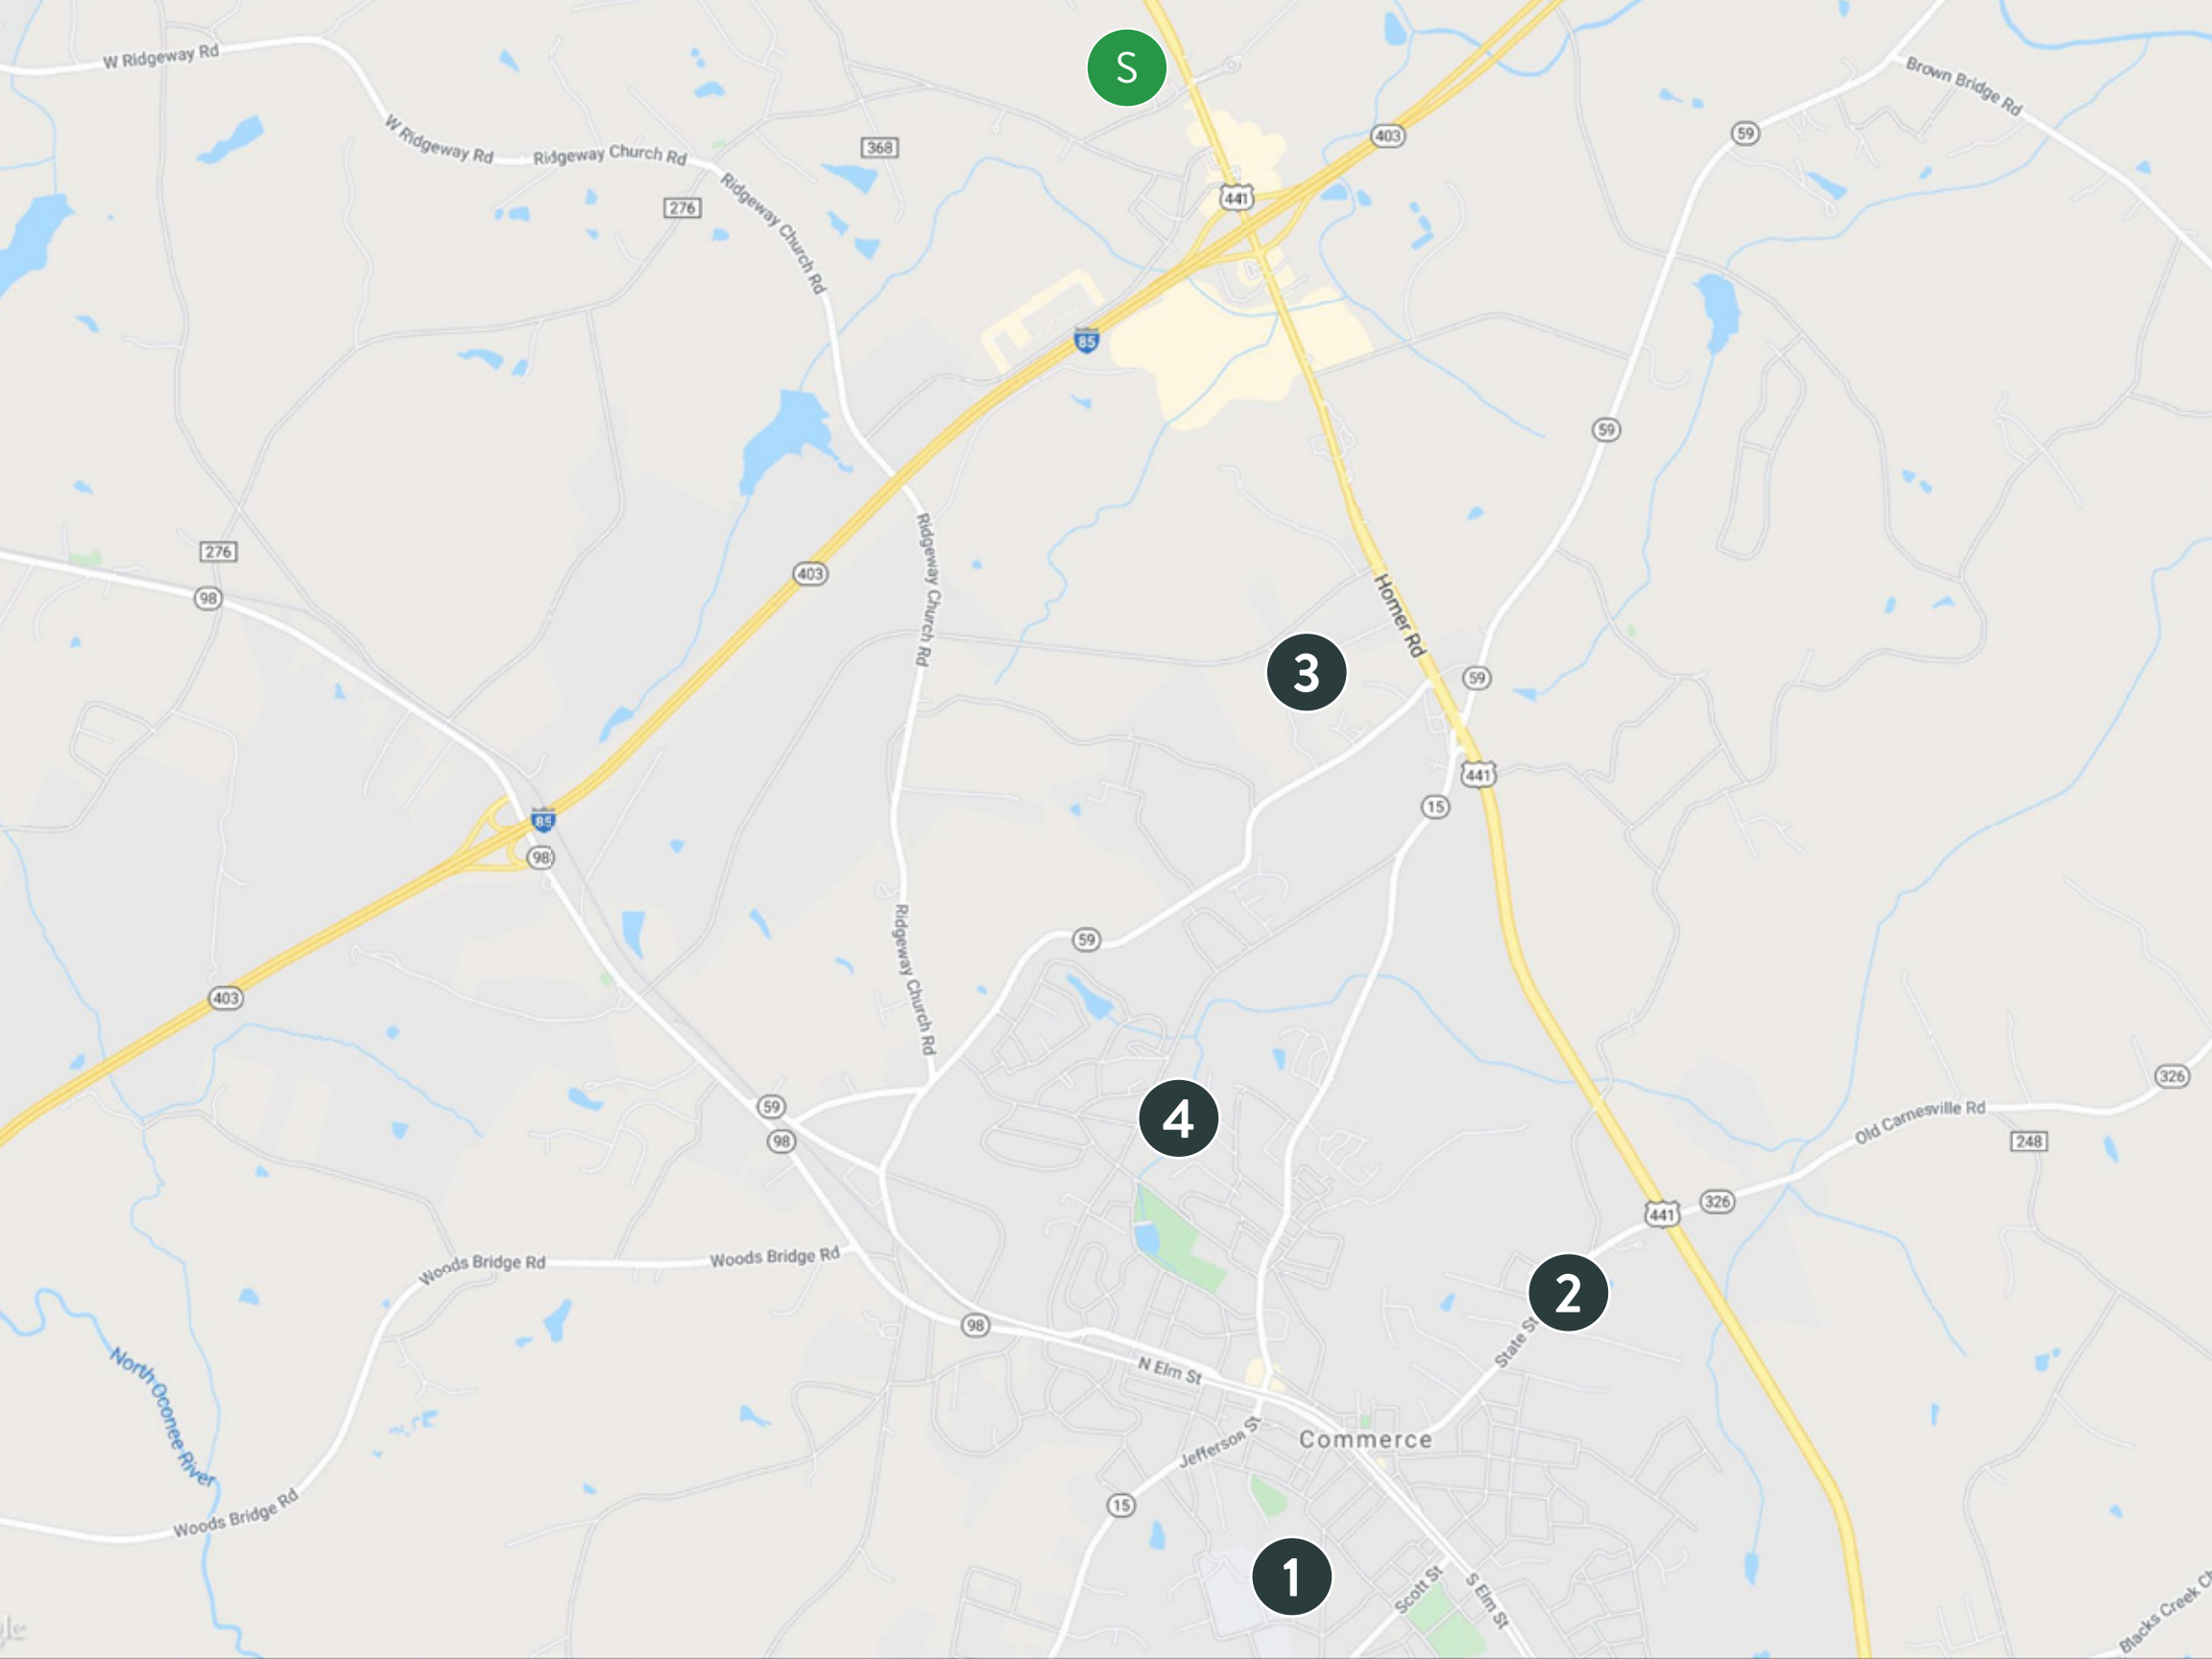 S
W Ridgeway Rd
Brown Bridge Rd
W Ridgeway Rd
Ridgeway Church Rd
368
403
59
276
Ridgeway Church Rd
441
85
59
276
403
98
Ridgeway Church Rd
Homer Rd
3
59
441
15
85
98
59
403
Ridgeway Church Rd
326
59
4
Old Carnesville Rd
98
248
326
441
Woods Bridge Rd
Woods Bridge Rd
2
98
State St
North Oconee River
N Elm St
Jefferson St
Commerce
15
Woods Bridge Rd
1
Scott St
S Elm St
Blacks Creek Ch